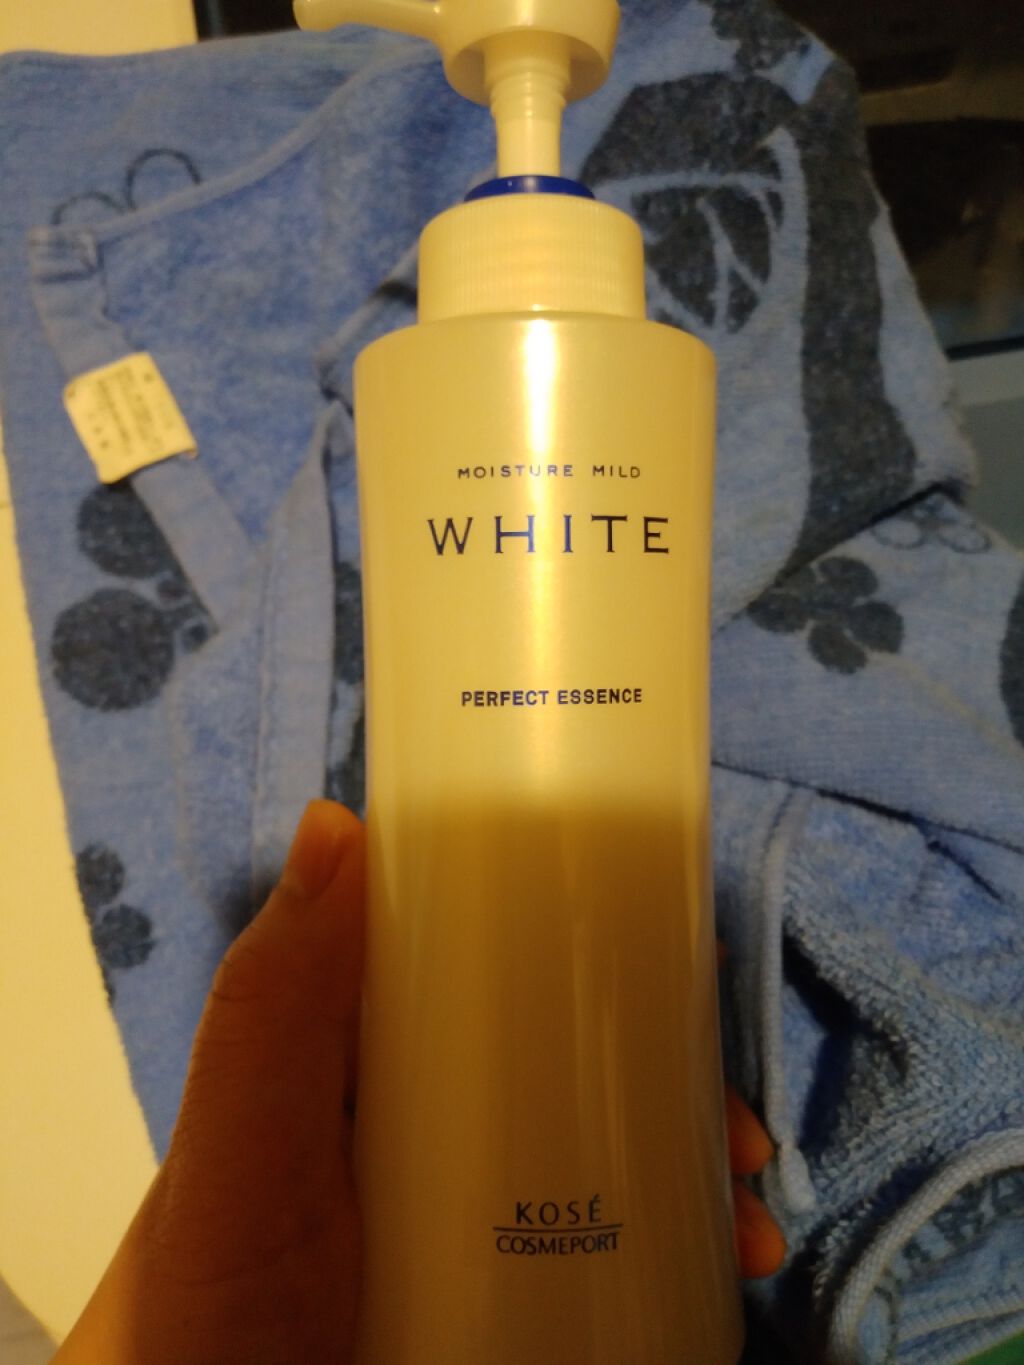 MOISTURE MILD
WHITE
PERFECT ESSENCE
KOSÉ
COSMEPORT